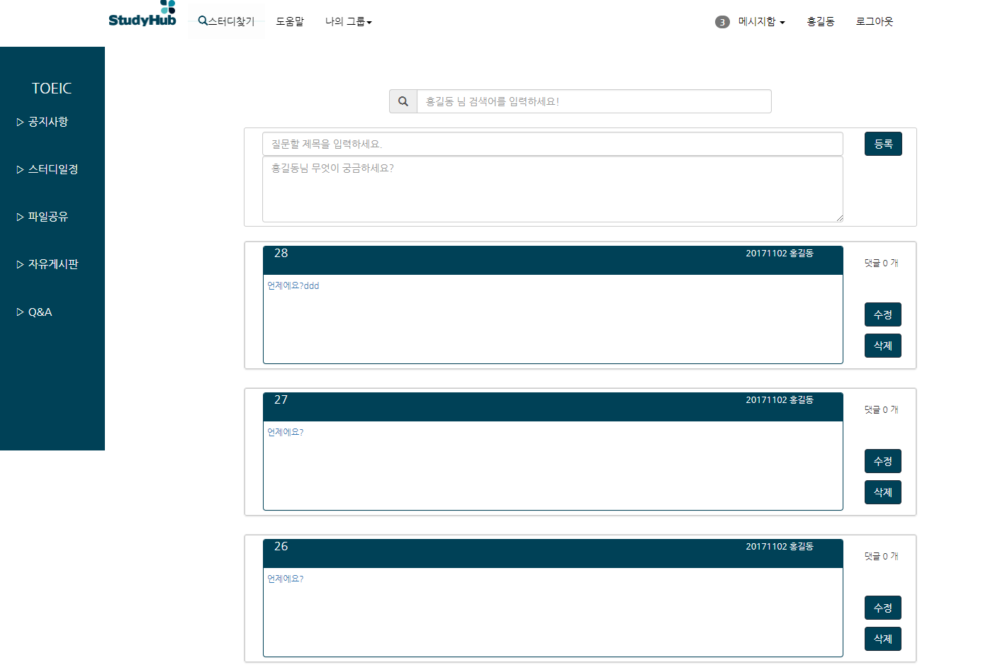 StudyHub 스터디찾기 도움말 나의 그룹 3 메시지함 홍길동 로그아웃
TOEIC
▷ 공지사항
▷ 스터디일정
▷ 파일공유
▷ 자유게시판
▷ Q&A
홍길동 님 검색어를 입력하세요!
질문할 제목을 입력하세요.
등록
홍길동님 무엇이 궁금하세요?
28 20171102 홍길동
댓글 0 개
언제에요?ddd
수정
삭제
27 20171102 홍길동
댓글 0 개
언제에요?
수정
삭제
26 20171102 홍길동
댓글 0 개
언제에요?
수정
삭제